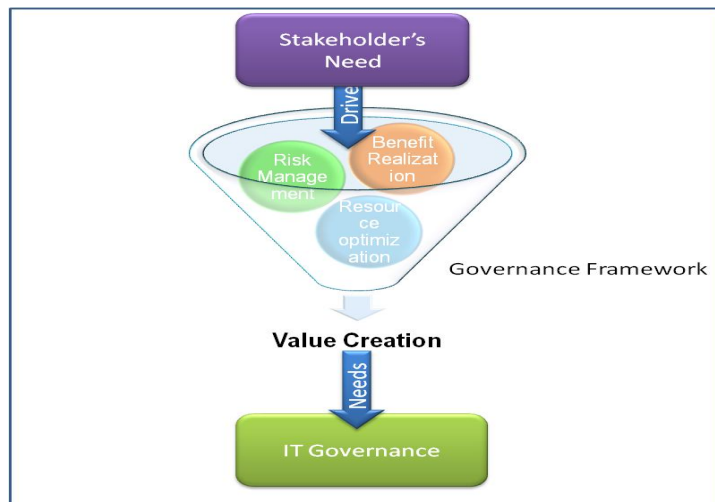 Stakeholder's
Need
Drive
Benefit
Realizat
ion
Risk
Manage
ment
Resour
ce
optimiz
ation
Governance Framework
Value Creation
Needs
IT Governance